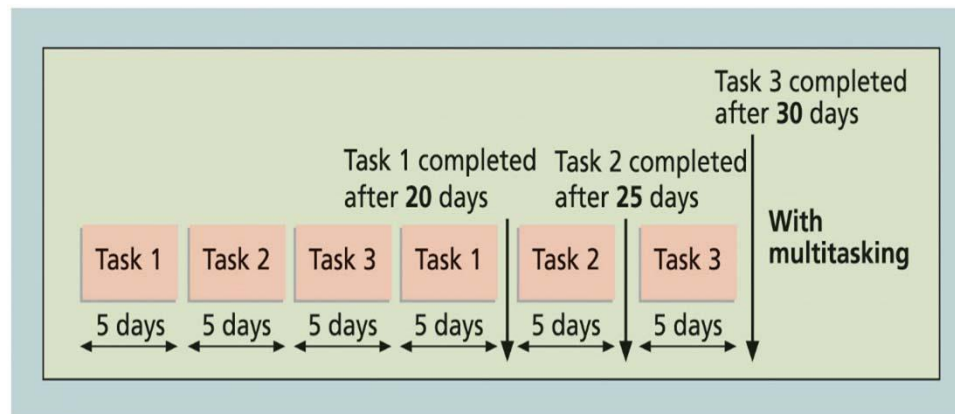 Task 3 completed
after 30 days
Task 1 completed
after 20 days
Task 2 completed
after 25 days
With
multitasking
Task 1
Task 2
Task 3
Task 1
Task 2
Task 3
5 days
5 days
5 days
5 days
5 days
5 days